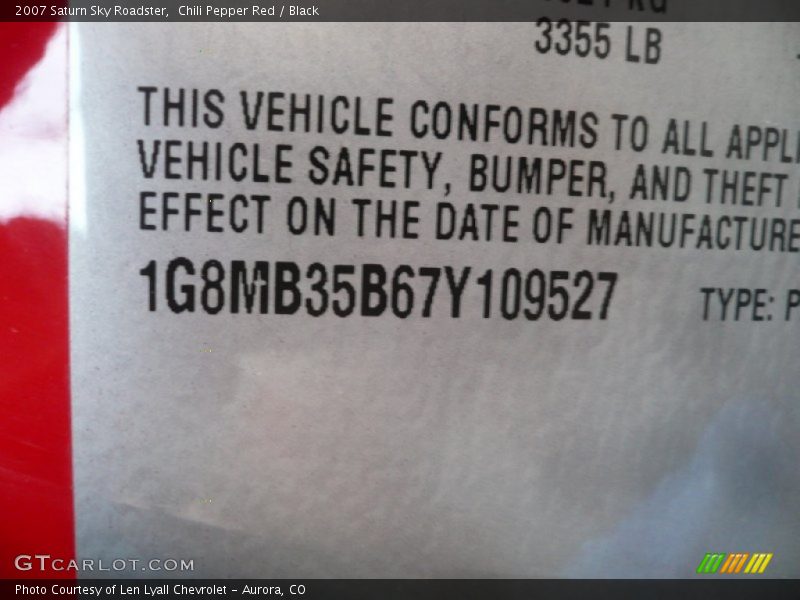 2007 Saturn Sky Roadster, Chili Pepper Red / Black
3355 LB
THIS VEHICLE CONFORMS TO ALL
VEHICLE SAFETY, BUMPER, AND THEFT
EFFECT ON THE DATE OF MANUFACTURE
1G8MB35B67Y109527 TYPE: P
GTCARLOT.COM
Photo Courtesy of Len Lyall Chevrolet – Aurora, CO